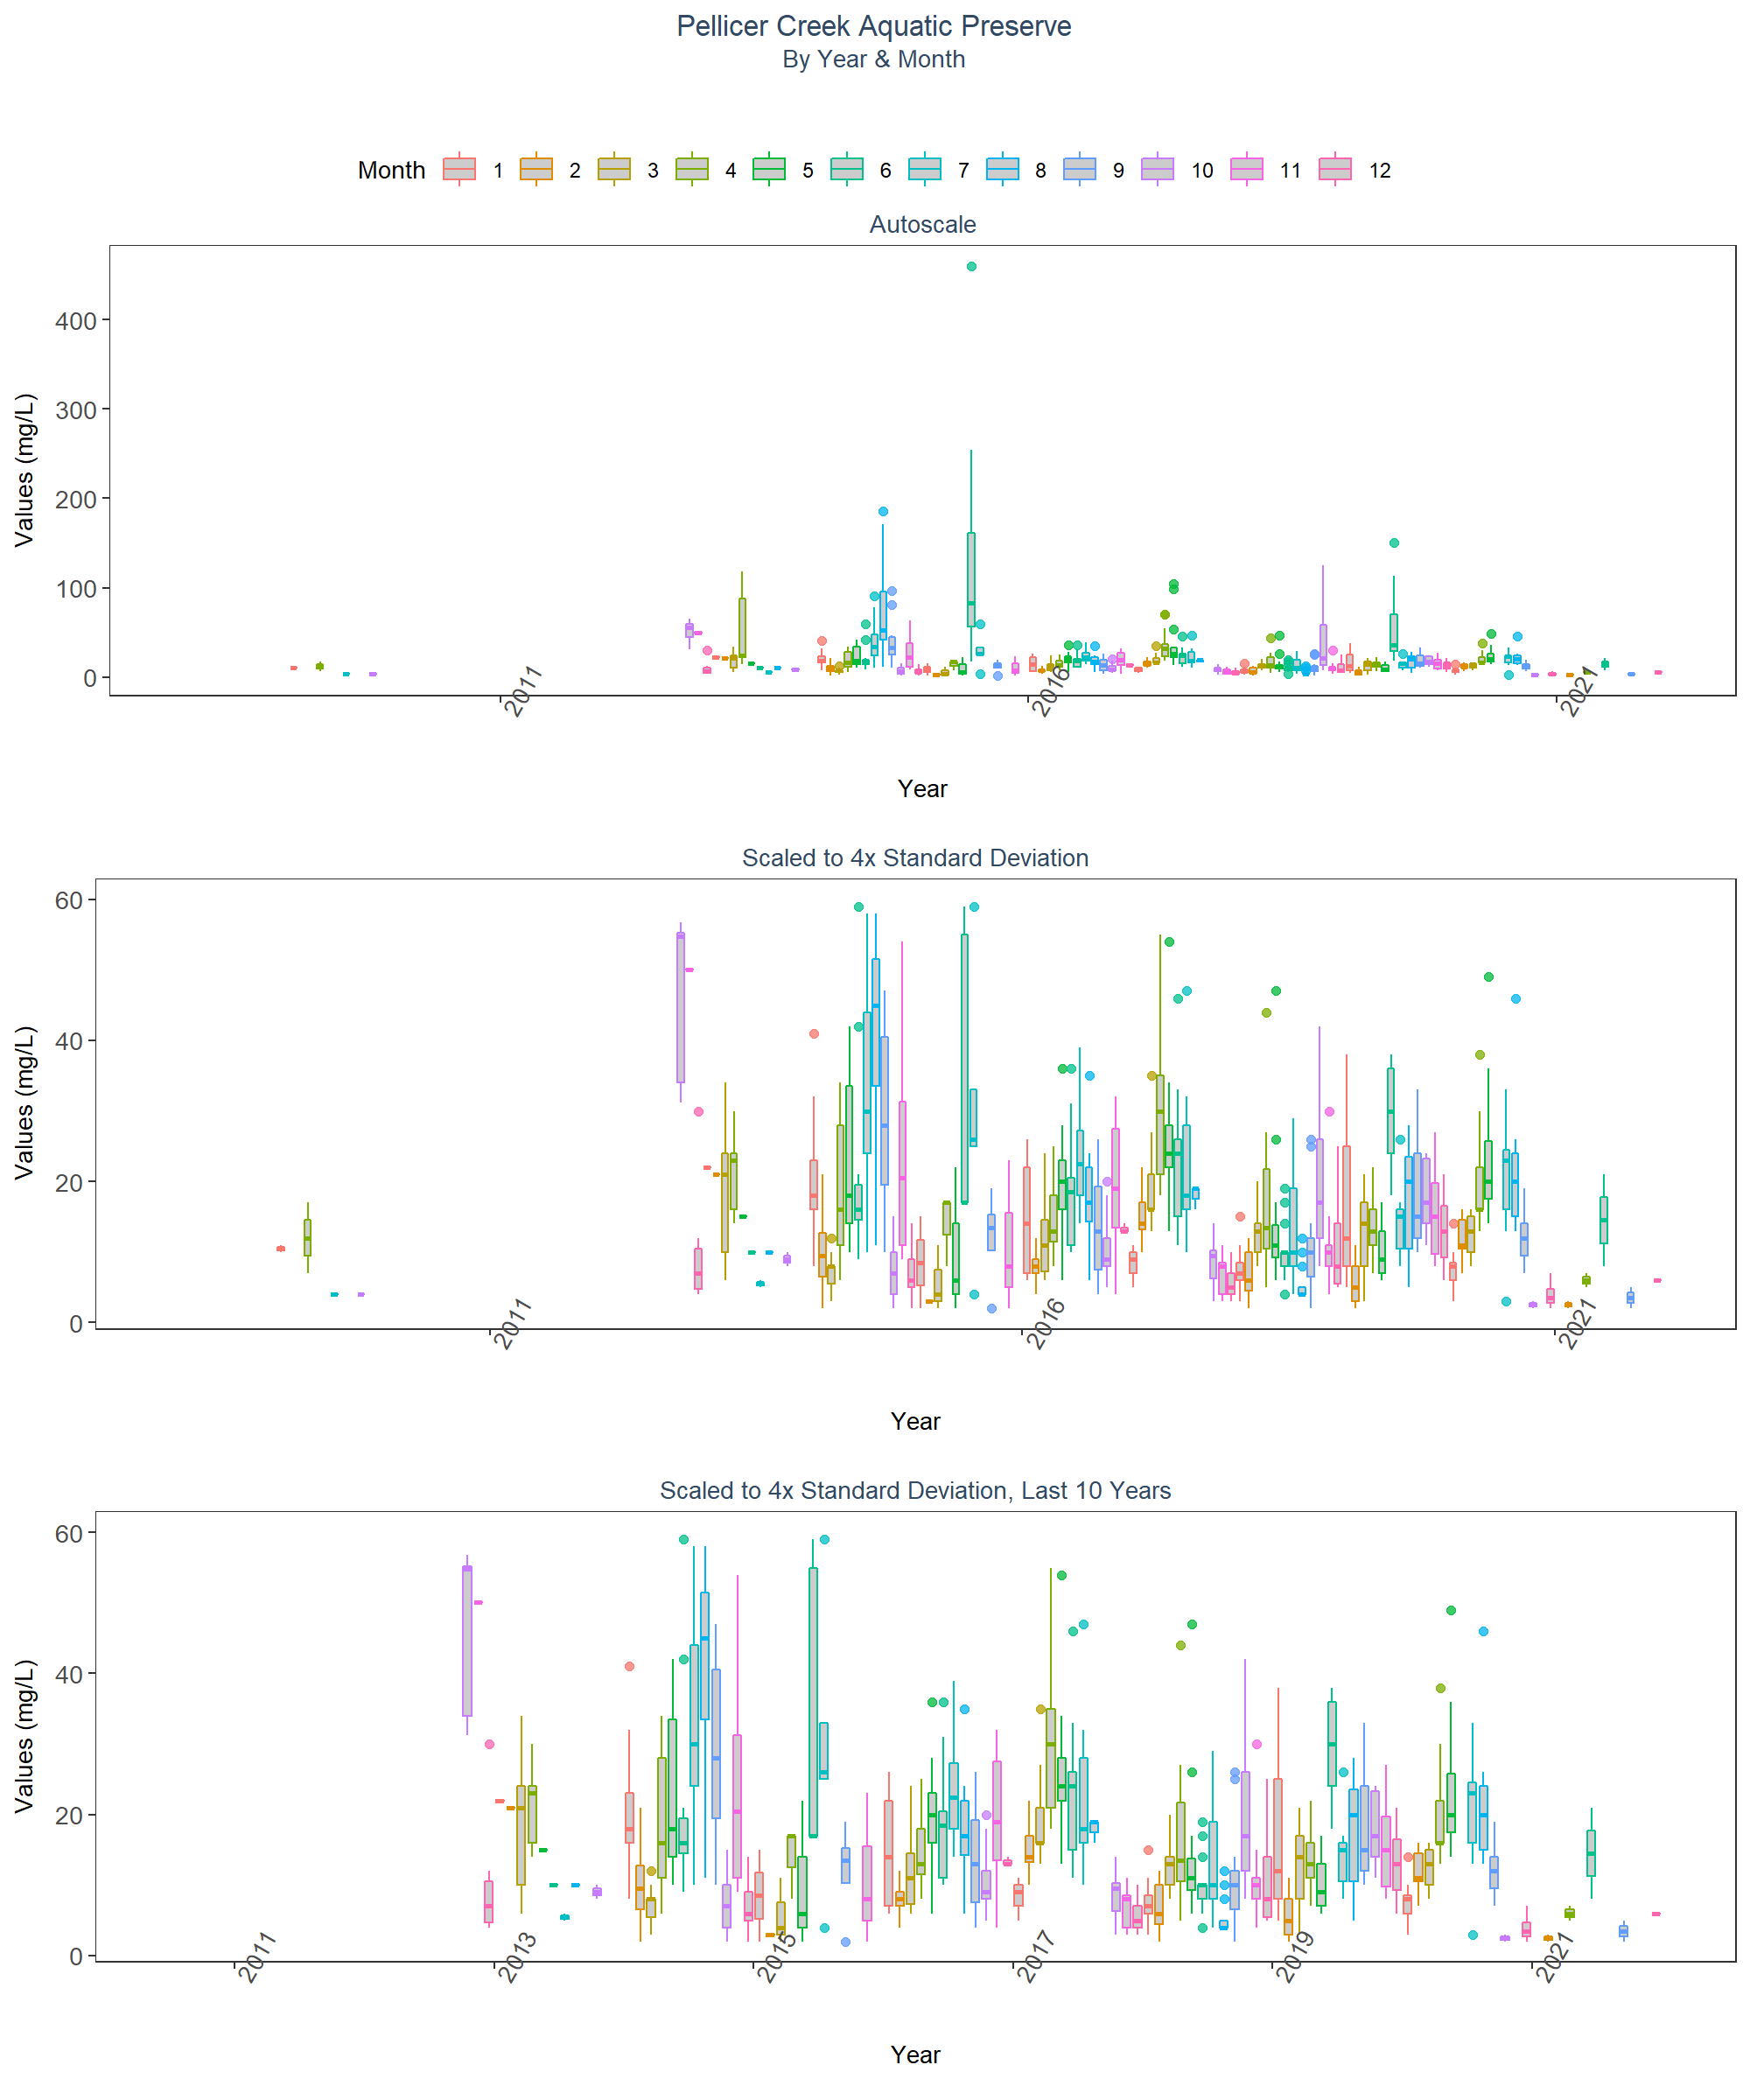 Pellicer Creek Aquatic Preserve
By Year & Month
Month 1 2 3 4 5 6 7 8 9 10 11 12
Autoscale
Values (mg/L)
400
300
200
100
0
2011 2016 2021
Year
Scaled to 4x Standard Deviation
Values (mg/L)
60
40
20
0
2011 2016 2021
Year
Scaled to 4x Standard Deviation, Last 10 Years
Values (mg/L)
60
40
20
0
2011 2013 2015 2017 2019 2021
Year